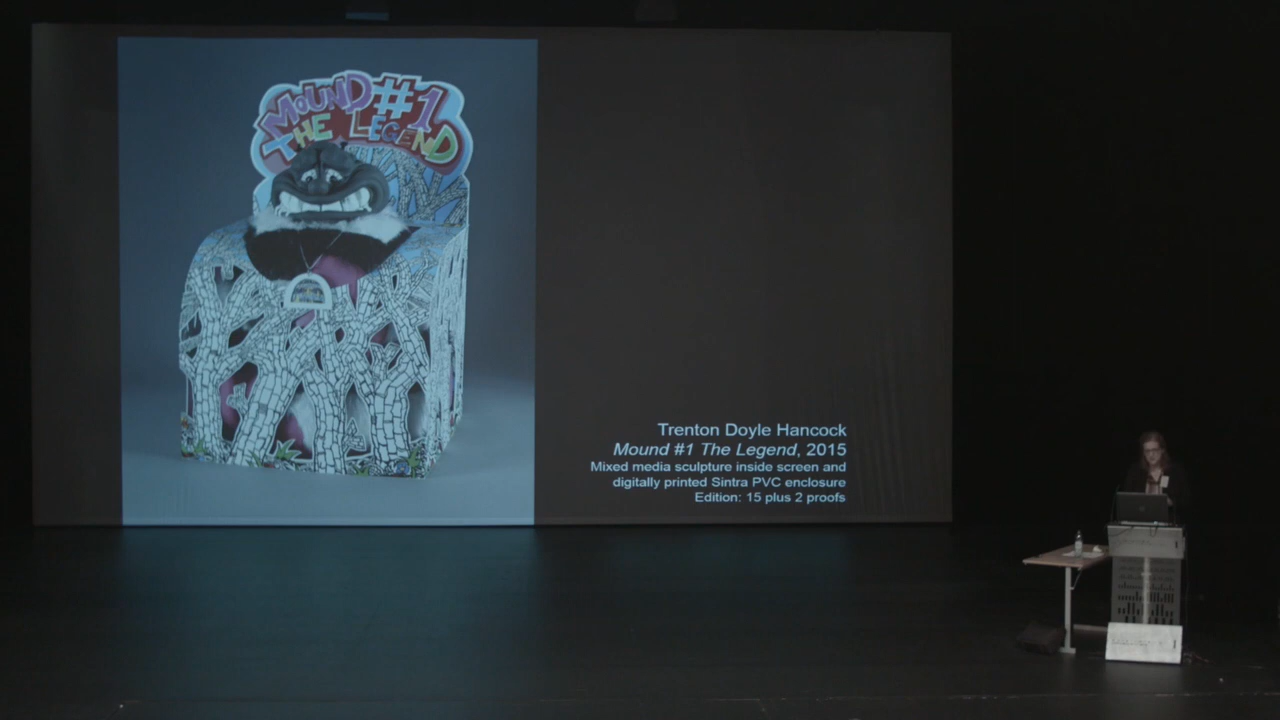 MOUND #1
THE LEGEND
Trenton Doyle Hancock
Mound #1 The Legend, 2015
Mixed media sculpture inside screen and
digitally printed Sintra PVC enclosure
Edition: 15 plus 2 proofs